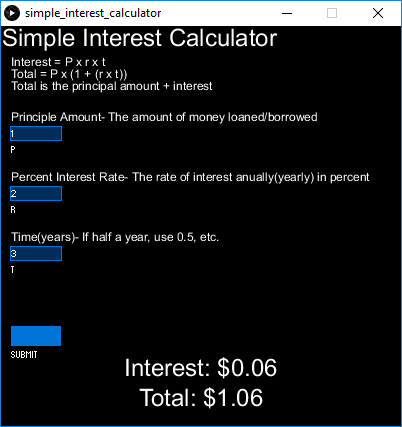 simple_interest_calculator
Simple Interest Calculator
Interest = P x r x t
Total = P x (1 + (r x t))
Total is the principal amount + interest
Principle Amount- The amount of money loaned/borrowed
1
P
Percent Interest Rate- The rate of interest anually(yearly) in percent
2
R
Time(years)- If half a year, use 0.5, etc.
3
T
SUBMIT
Interest: $0.06
Total: $1.06